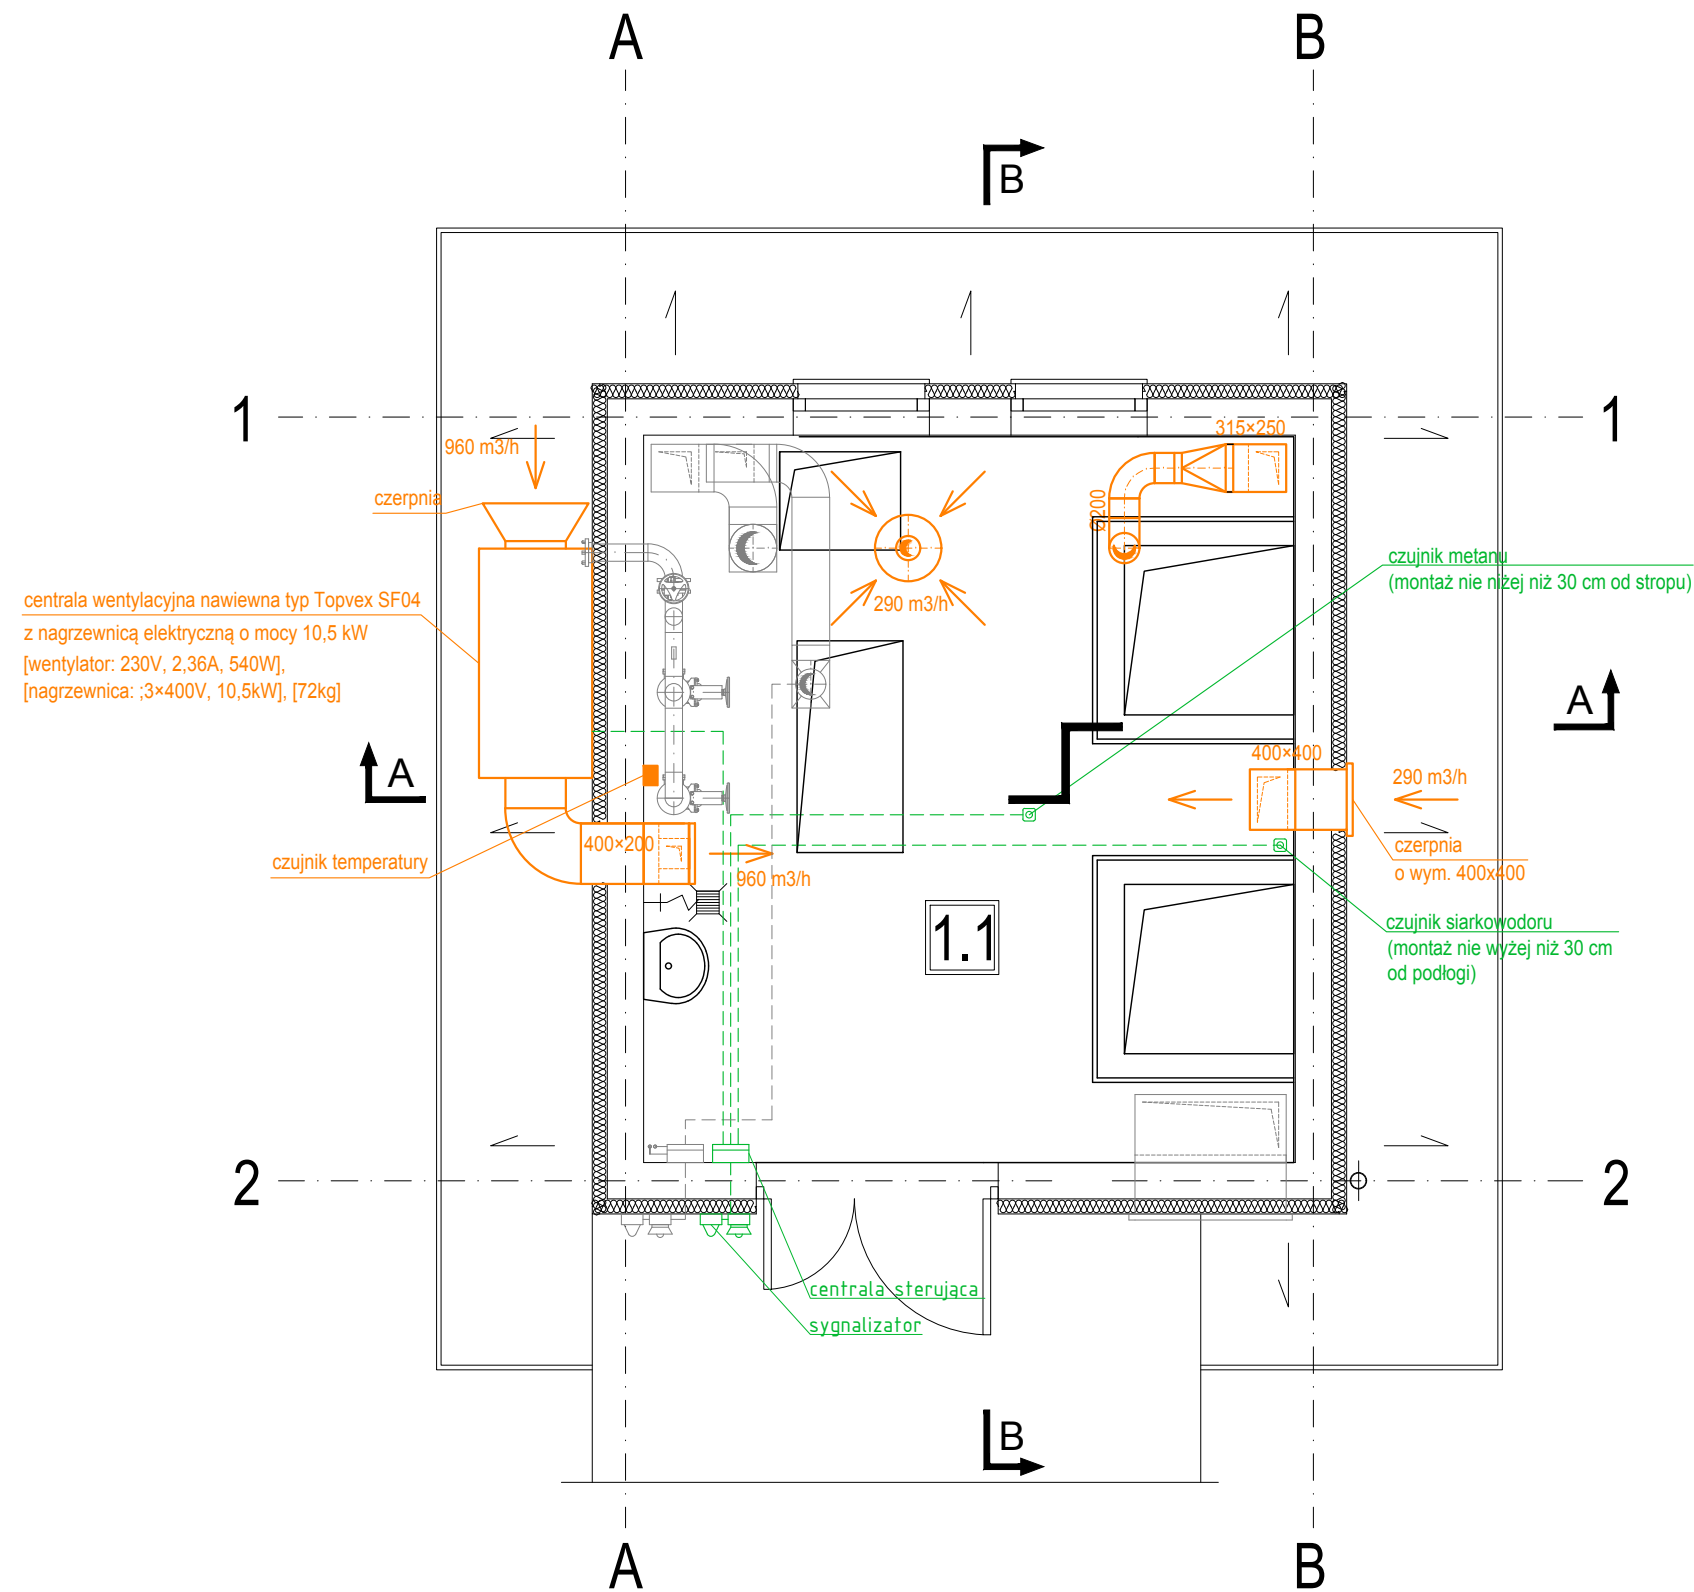 A
B
B
1
1
960 m3/h
315×250
czerpnia
Ø200
czujnik metanu
(montaż nie niżej niż 30 cm od stropu)
centrala wentylacyjna nawiewna typ Topvex SF04
z nagrzewnicą elektryczną o mocy 10,5 kW
[wentylator: 230V, 2,36A, 540W],
[nagrzewnica: ;3×400V, 10,5kW], [72kg]
290 m3/h
A
A
400×400
290 m3/h
400×200
czerpnia
o wym. 400x400
czujnik temperatury
960 m3/h
czujnik siarkowodoru
(montaż nie wyżej niż 30 cm
od podłogi)
1.1
2
2
centrala sterująca
sygnalizator
B
A
B